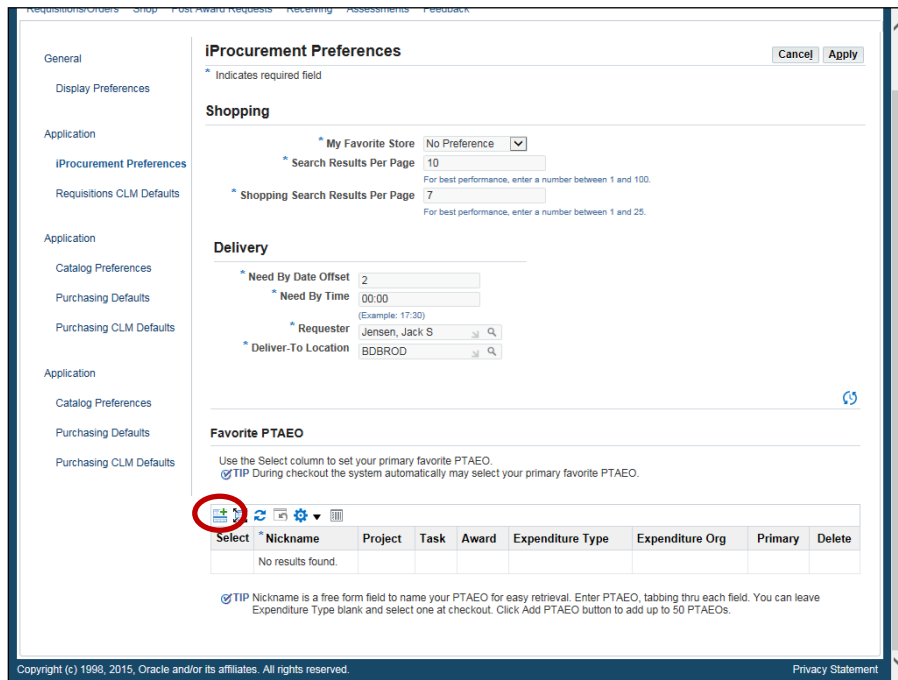 Requisitions/Orders Shop Post Award Requests Receiving Assessments Feedback
General
Display Preferences
Application
iProcurement Preferences
Requisitions CLM Defaults
Application
Catalog Preferences
Purchasing Defaults
Purchasing CLM Defaults
Application
Catalog Preferences
Purchasing Defaults
Purchasing CLM Defaults
iProcurement Preferences
Cancel Apply
* Indicates required field
Shopping
* My Favorite Store No Preference
* Search Results Per Page 10
For best performance, enter a number between 1 and 100.
* Shopping Search Results Per Page 7
For best performance, enter a number between 1 and 25.
Delivery
* Need By Date Offset 2
* Need By Time 00:00
(Example: 17:30)
* Requester Jensen, Jack S
* Deliver-To Location BDBROD
Favorite PTAEO
Use the Select column to set your primary favorite PTAEO.
TIP During checkout the system automatically may select your primary favorite PTAEO.
Select * Nickname Project Task Award Expenditure Type Expenditure Org Primary Delete
No results found.
TIP Nickname is a free form field to name your PTAEO for easy retrieval. Enter PTAEO, tabbing thru each field. You can leave
Expenditure Type blank and select one at checkout. Click Add PTAEO button to add up to 50 PTAEOs.
Copyright (c) 1998, 2015, Oracle and/or its affiliates. All rights reserved.
Privacy Statement